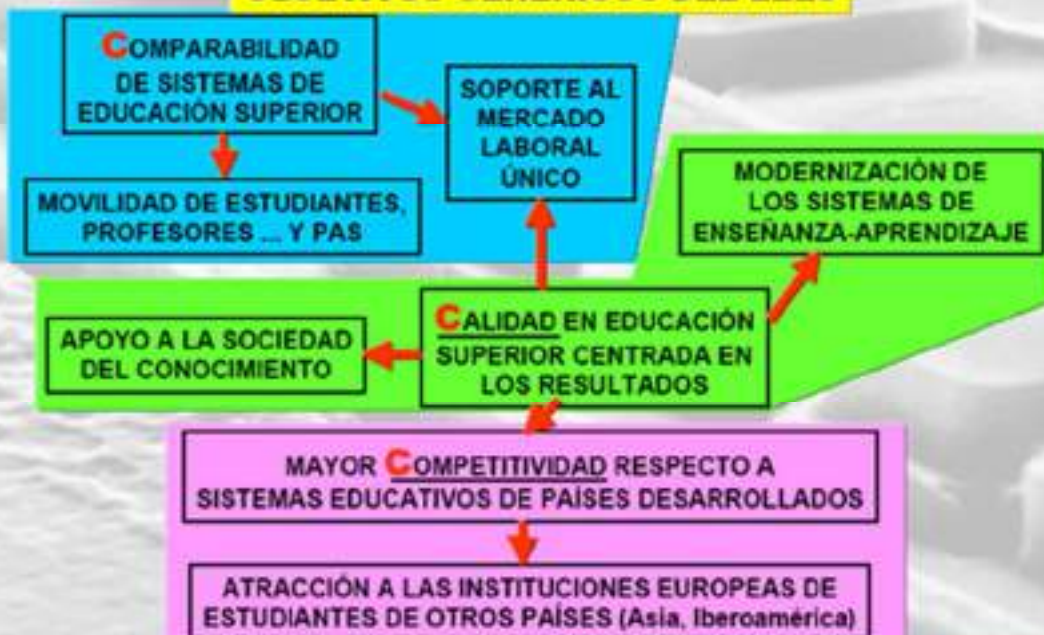 COMPARABILIDAD
DE SISTEMAS DE
EDUCACIÓN SUPERIOR
SOPORTE AL
MERCADO
LABORAL
ÚNICO
MOVILIDAD DE ESTUDIANTES,
PROFESORES ... Y PAS
MODERNIZACIÓN DE
LOS SISTEMAS DE
ENSEÑANZA-APRENDIZAJE
CALIDAD EN EDUCACIÓN
SUPERIOR CENTRADA EN
LOS RESULTADOS
APOYO A LA SOCIEDAD
DEL CONOCIMIENTO
MAYOR COMPETITIVIDAD RESPECTO A
SISTEMAS EDUCATIVOS DE PAÍSES DESARROLLADOS
ATRACCIÓN A LAS INSTITUCIONES EUROPEAS DE
ESTUDIANTES DE OTROS PAÍSES (Asia, Iberoamérica)